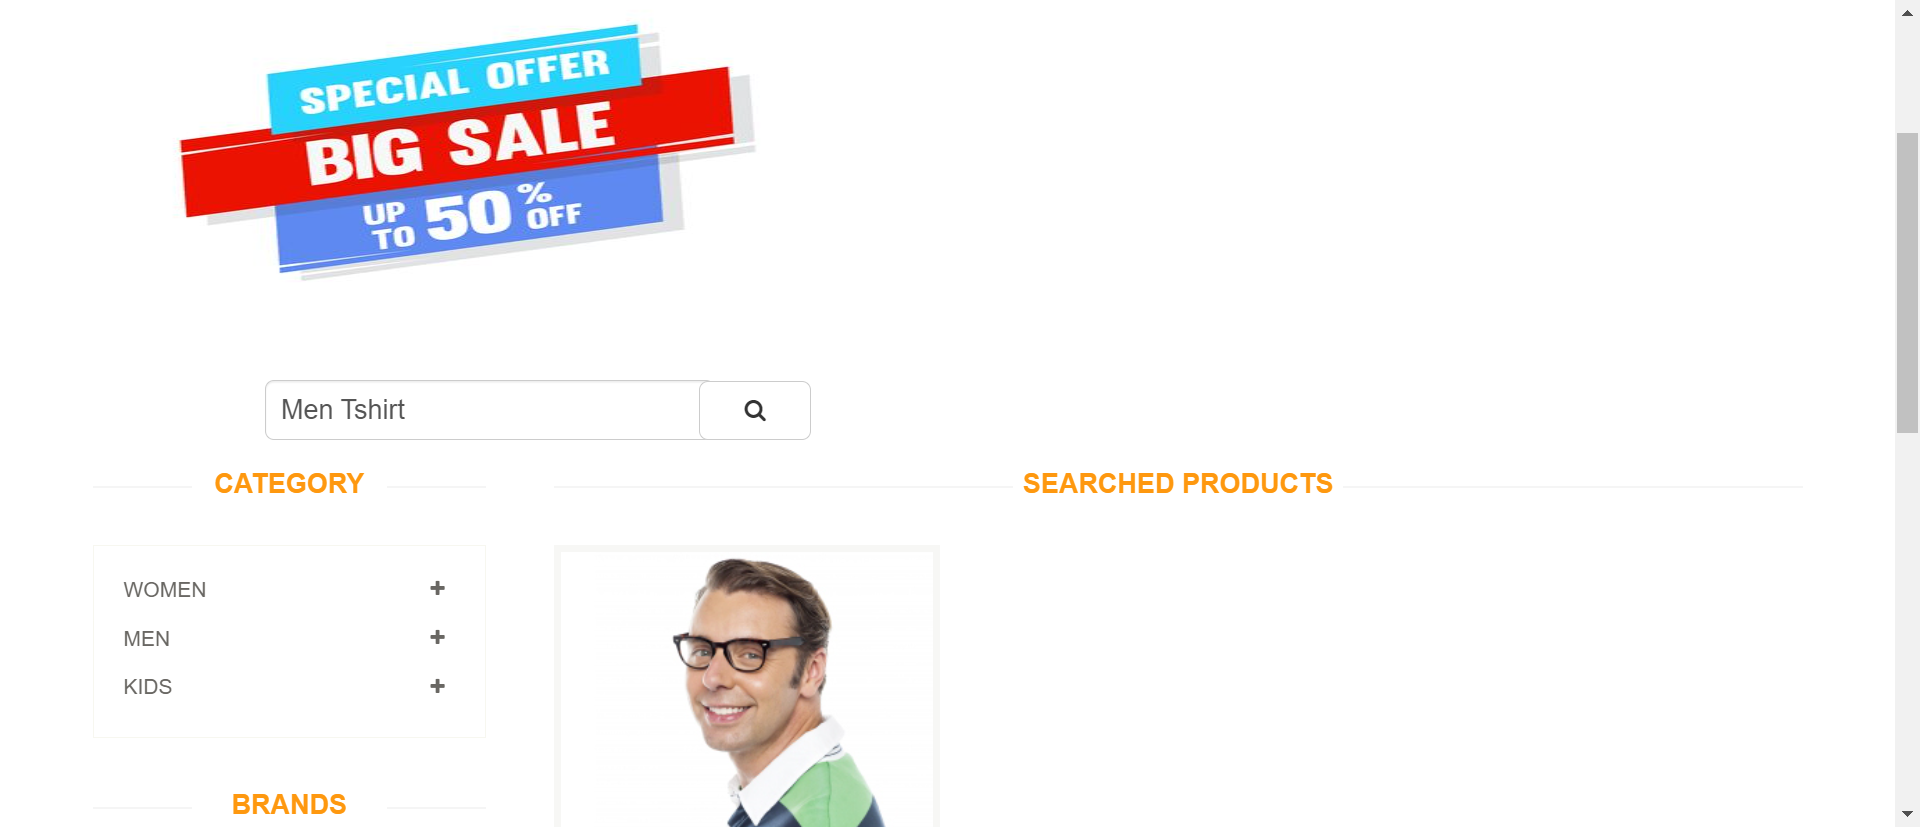 SPECIAL OFFER
BIG SALE
UP TO 50% OFF
Men Tshirt
CATEGORY
SEARCHED PRODUCTS
WOMEN
MEN
KIDS
BRANDS